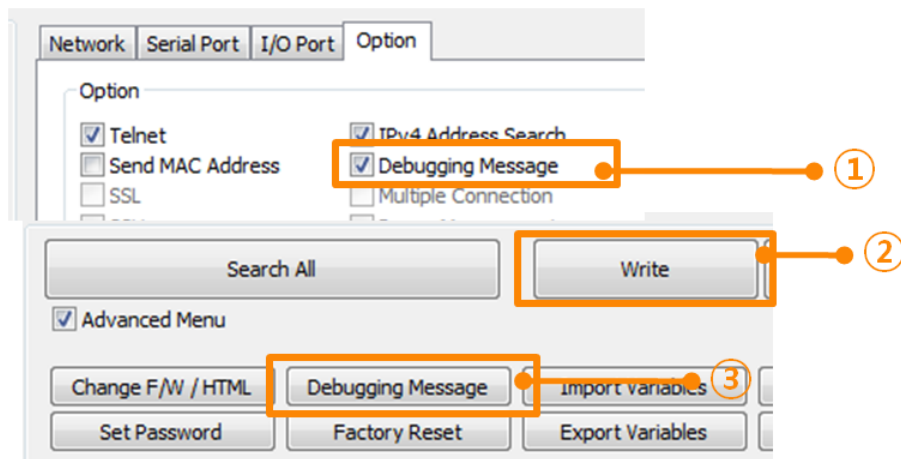 Network Serial Port I/O Port Option
Option
Telnet IPv4 Address Search
Send MAC Address Debugging Message ①
SSL Multiple Connection
Search All Write ②
Advanced Menu
Change F/W / HTML Debugging Message Import Variables ③
Set Password Factory Reset Export Variables